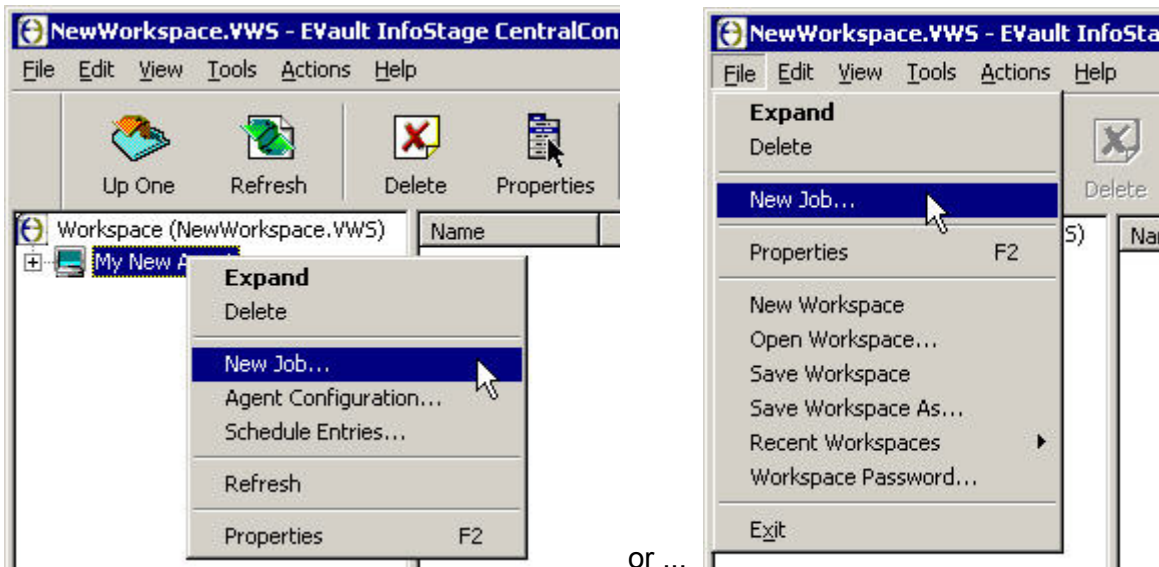 NewWorkspace.VWS - EVault InfoStage CentralCon
File Edit View Tools Actions Help
Up One Refresh Delete Properties
Workspace (NewWorkspace.VWS) Name
My New
Expand
Delete
New Job...
Agent Configuration...
Schedule Entries...
Refresh
Properties F2
or ...
NewWorkspace.VWS - EVault InfoSta
File Edit View Tools Actions Help
Expand
Delete
Delete
New Job...
Properties F2
S) Nar
New Workspace
Open Workspace...
Save Workspace
Save Workspace As...
Recent Workspaces
Workspace Password...
Exit